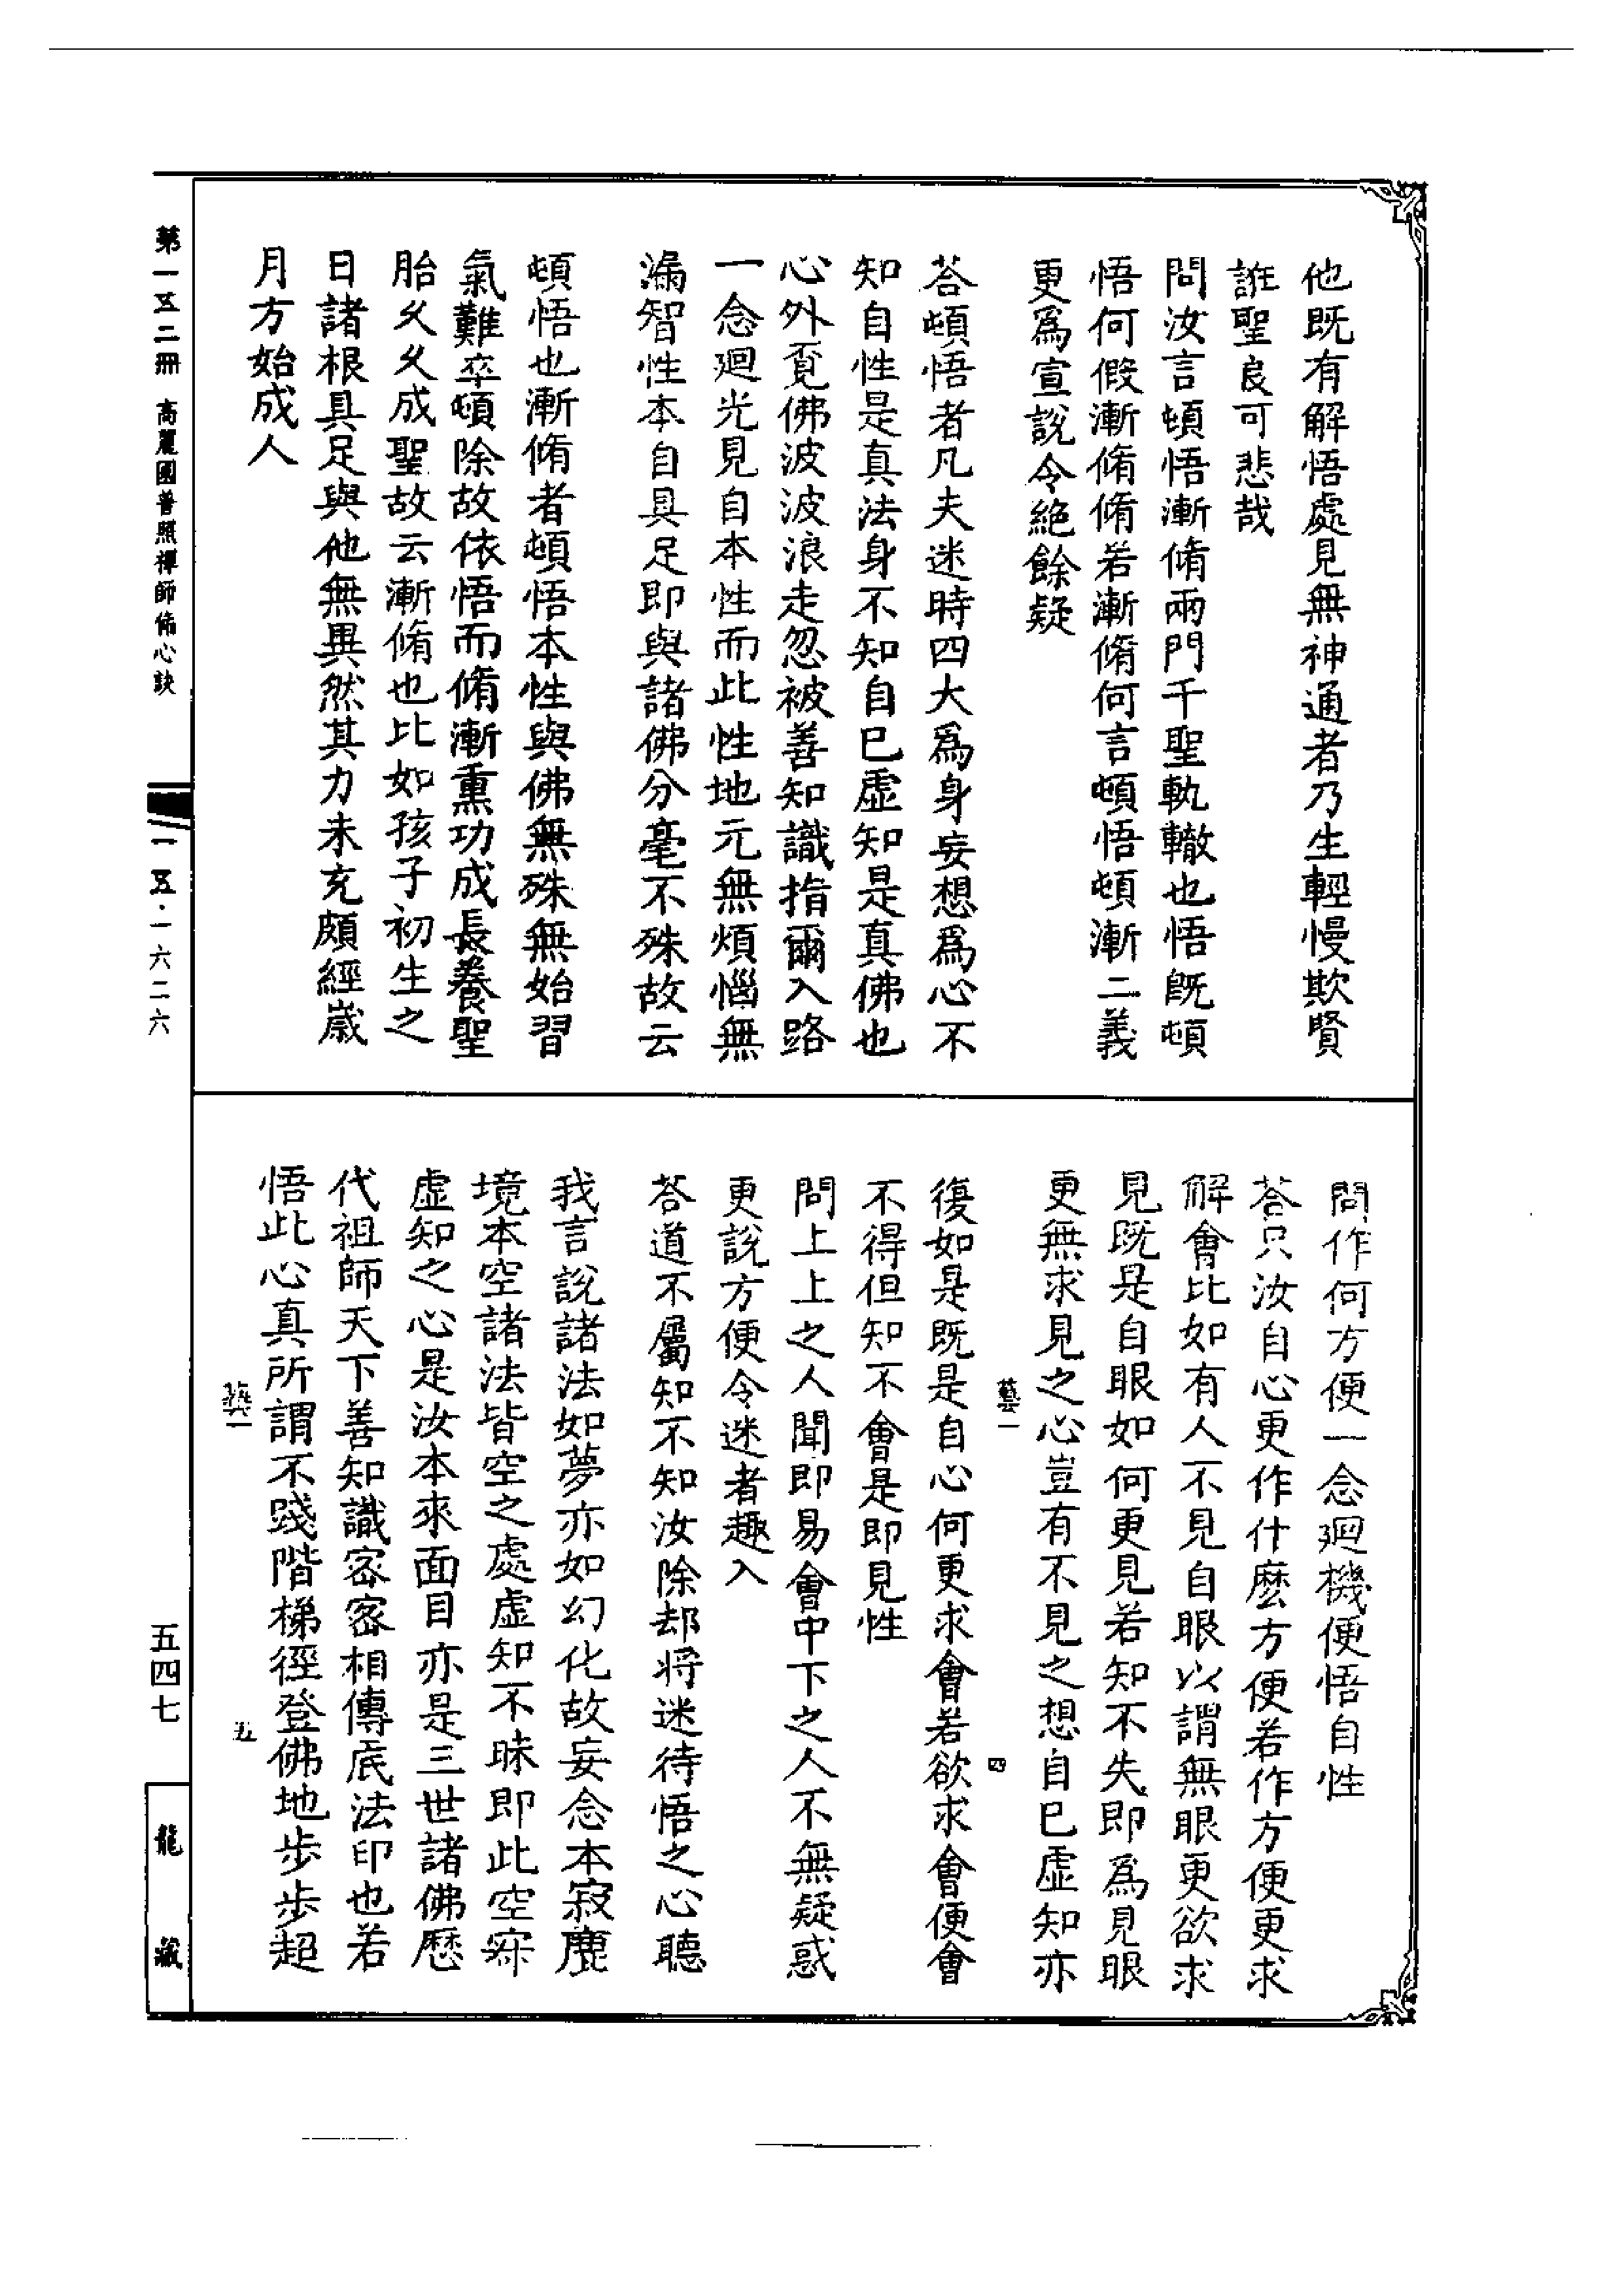 他既有解悟處見無神通者乃生輕慢欺賢
誑聖良可悲哉
問汝言頓悟漸脩兩門千聖軌轍也悟既頓
悟何假漸脩脩若漸脩何言頓悟頓漸二義
更爲宣說令絶餘疑
荅頓悟者凡夫迷時四大爲身妄想爲心不
知自性是真法身不知自巳虚知是真佛也
心外覔佛波波浪走忽被善知識指爾入路
一念廻光見自本性而此性地元無煩惱無
漏智性本自具足即與諸佛分毫不殊故云
頓悟也漸脩者頓悟本性與佛無殊無始習
氣難卒頓除故依悟而脩漸熏功成長養聖
胎乆乆成聖故云漸脩也比如孩子初生之
日諸根具足與他無異然其力未充頗經歲
月方始成人
問作何方便一念廻機便悟自性
荅只汝自心更作什麽方便若作方便更求
解會比如有人不見自眼以謂無眼更欲求
見既是自眼如何更見若知不失即爲見眼
更無求見之心豈有不見之想自巳虚知亦
藝一
四
復如是既是自心何更求會若欲求會便會
不得但知不會是即見性
問上上之人聞即易會中下之人不無疑惑
更說方便令迷者趣入
荅道不屬知不知汝除却將迷待悟之心聽
我言說諸法如夢亦如幻化故妄念本寂塵
境本空諸法皆空之處虚知不昧即此空寂
虚知之心是汝本來面目亦是三世諸佛歷
代祖師天下善知識密密相傳底法印也若
悟此心真所謂不踐階梯徑登佛地步步超
藝一
五
第一五二冊 高麗國普照禪師脩心訣
一五·一六二六
五四七
龍藏